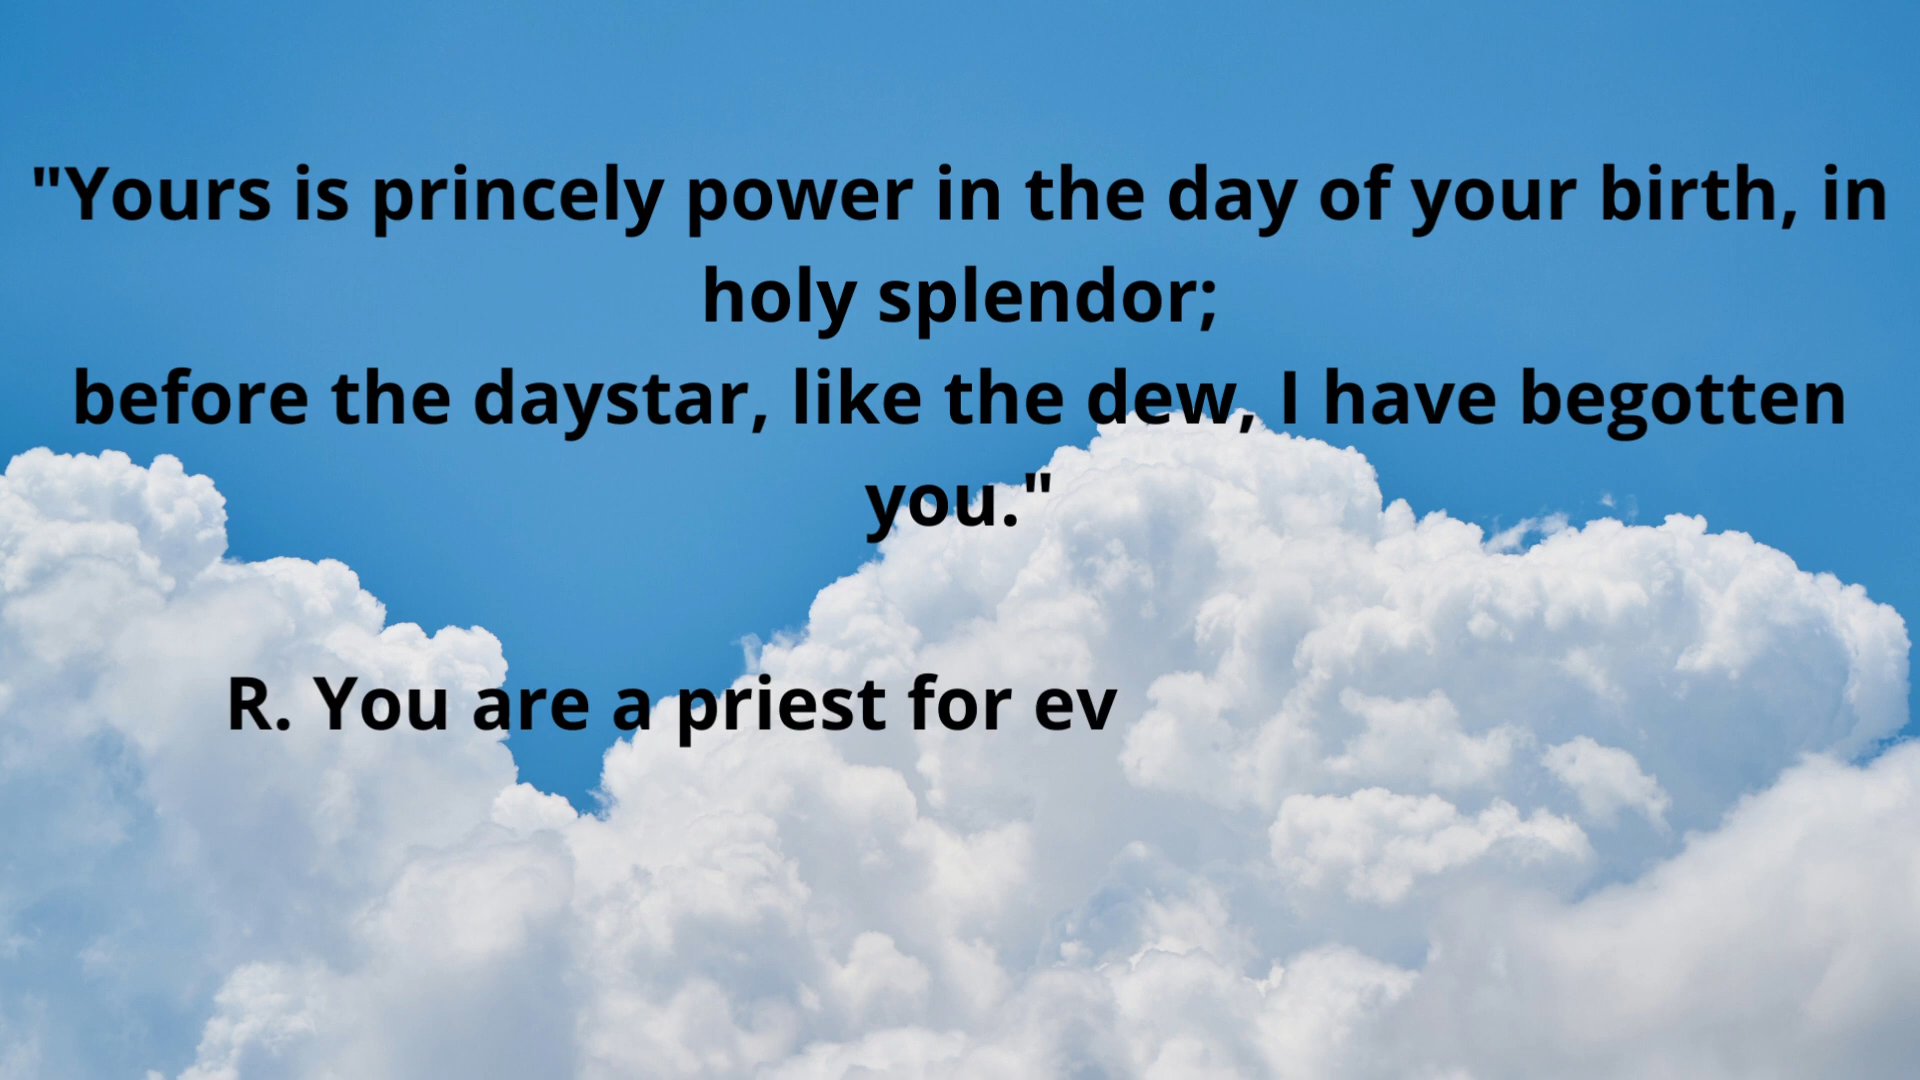 "Yours is princely power in the day of your birth, in
holy splendor;
before the daystar, like the dew, I have begotten
you."
R. You are a priest for ev